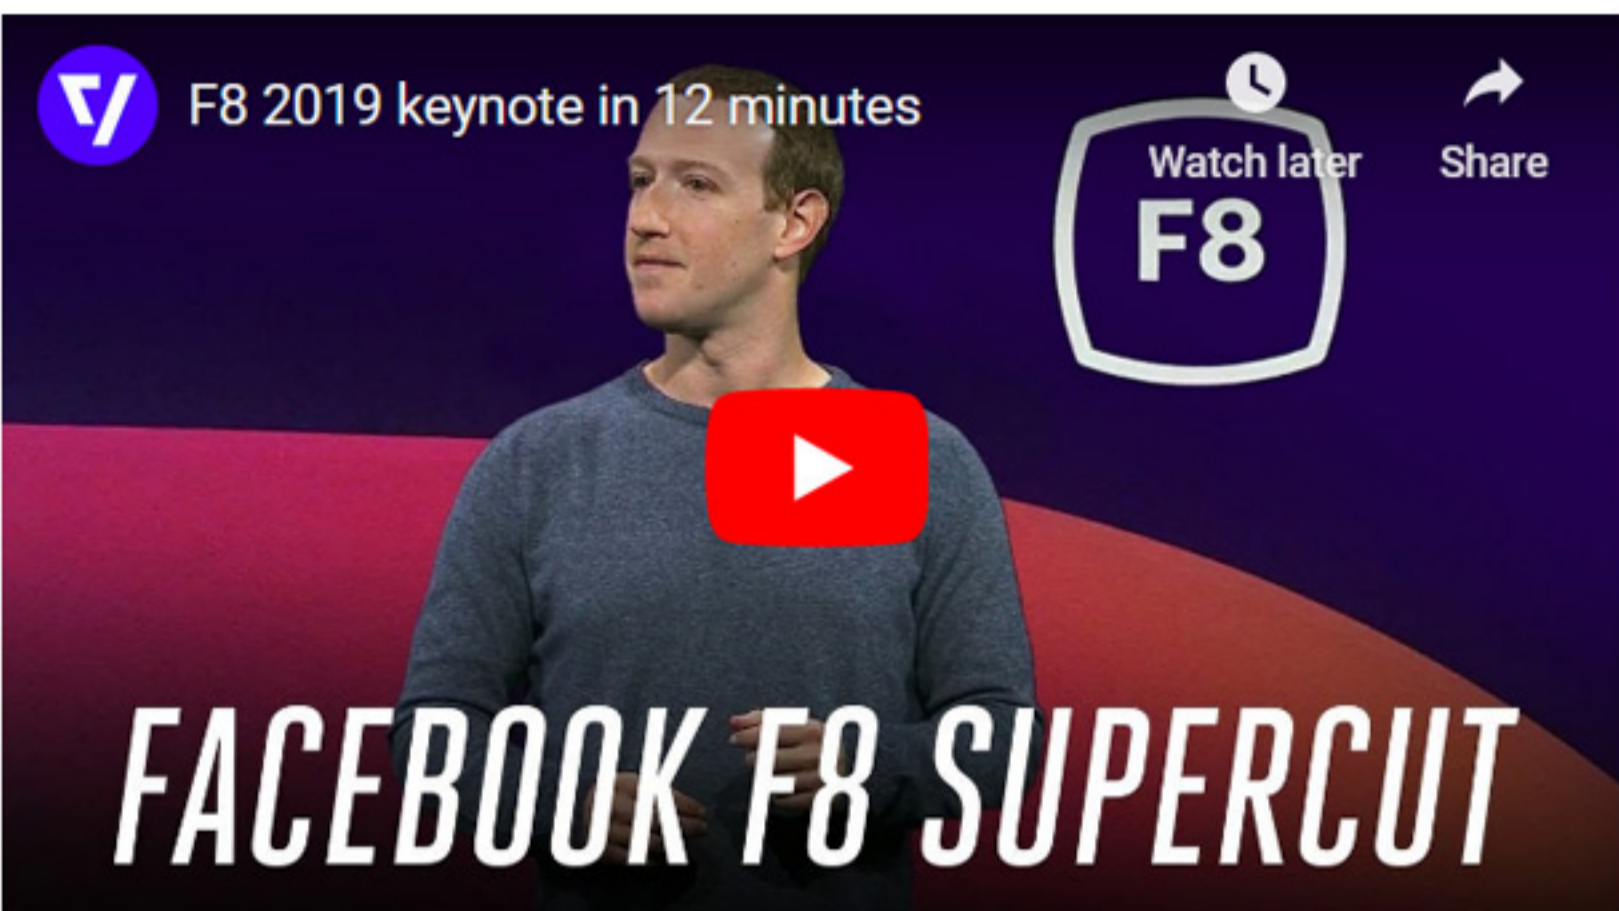 F8 2019 keynote in 12 minutes
Watch later
Share
F8
FACEBOOK F8 SUPERCUT